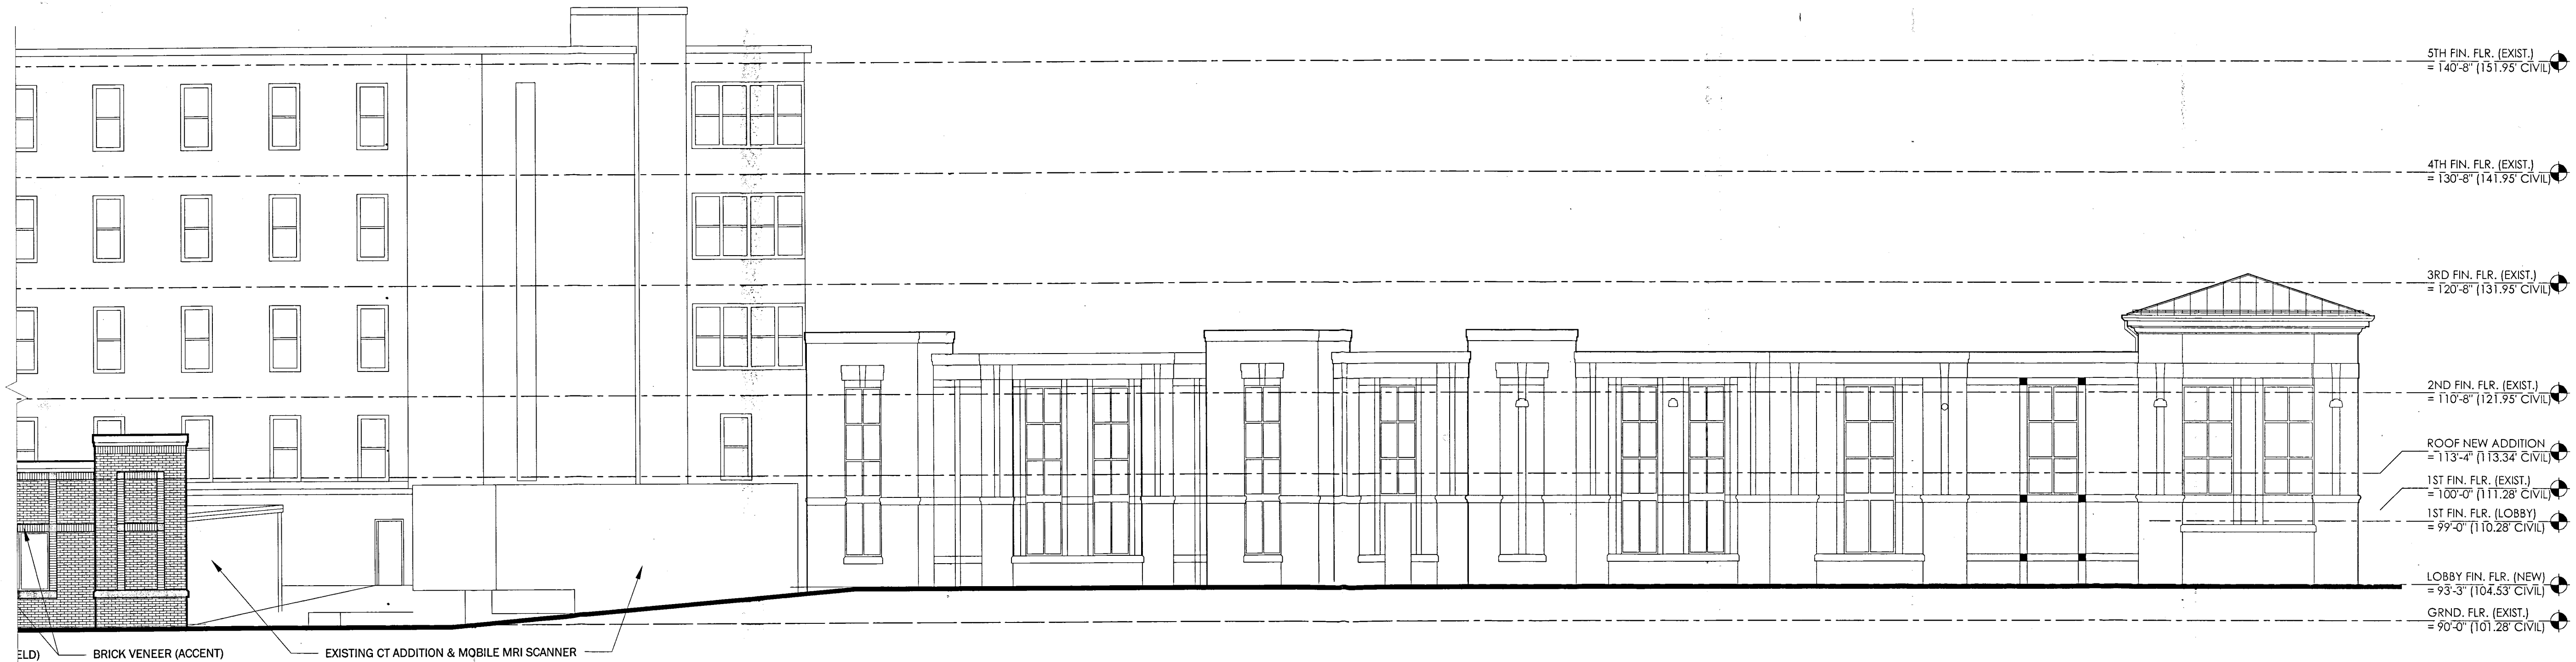 5TH FIN. FLR. (EXIST.)
= 140'-8" (151.95' CIVIL)
4TH FIN. FLR. (EXIST.)
= 130'-8" (141.95' CIVIL)
3RD FIN. FLR. (EXIST.)
= 120'-8" (131.95' CIVIL)
2ND FIN. FLR. (EXIST.)
= 110'-8" (121.95' CIVIL)
ROOF NEW ADDITION
= 113'-4" (113.34' CIVIL)
1ST FIN. FLR. (EXIST.)
= 100'-0" (111.28' CIVIL)
1ST FIN. FLR. (LOBBY)
= 99'-0" (110.28' CIVIL)
LOBBY FIN. FLR. (NEW)
= 93'-3" (104.53' CIVIL)
GRND. FLR. (EXIST.)
= 90'-0" (101.28' CIVIL)
ELD)
BRICK VENEER (ACCENT)
EXISTING CT ADDITION & MOBILE MRI SCANNER